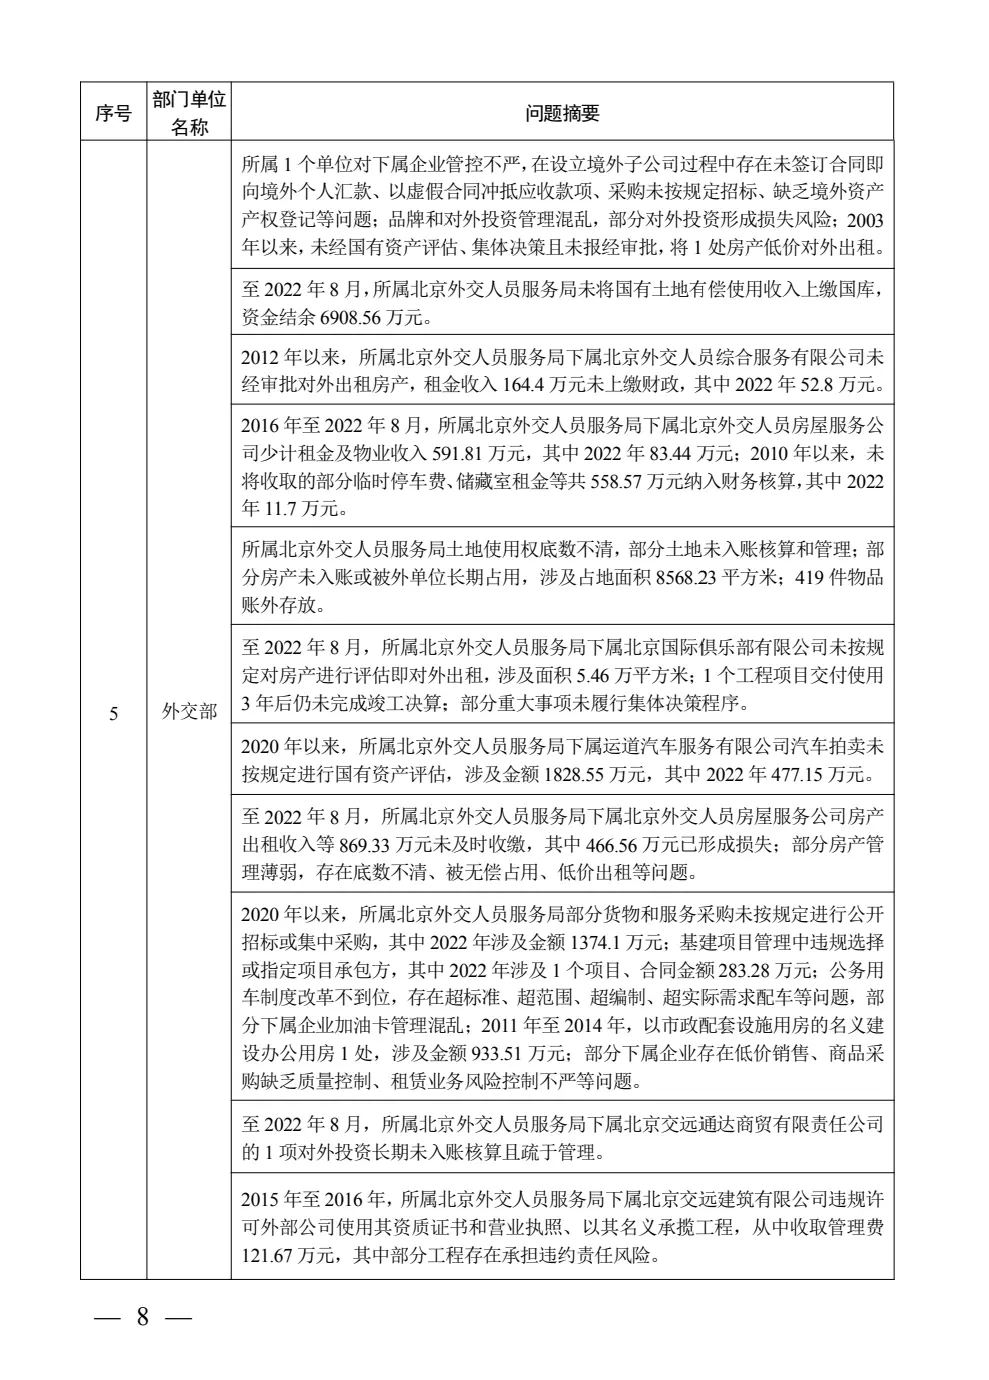 序号
部门单位
名称
问题摘要
所属 1 个单位对下属企业管控不严，在设立境外子公司过程中存在未签订合同即
向境外个人汇款、以虚假合同冲抵应收款项、采购未按规定招标、缺乏境外资产
产权登记等问题；品牌和对外投资管理混乱，部分对外投资形成损失风险；2003
年以来，未经国有资产评估、集体决策且未报经审批，将 1 处房产低价对外出租。
至 2022 年 8 月，所属北京外交人员服务局未将国有土地有偿使用收入上缴国库，
资金结余 6908.56 万元。
2012 年以来，所属北京外交人员服务局下属北京外交人员综合服务有限公司未
经审批对外出租房产，租金收入 164.4 万元未上缴财政，其中 2022 年 52.8 万元。
2016 年至 2022 年 8 月，所属北京外交人员服务局下属北京外交人员房屋服务公
司少计租金及物业收入 591.81 万元，其中 2022 年 83.44 万元；2010 年以来，未
将收取的部分临时停车费、储藏室租金等共 558.57 万元纳入财务核算，其中 2022
年 11.7 万元。
所属北京外交人员服务局土地使用权底数不清，部分土地未入账核算和管理；部
分房产未入账或被外单位长期占用，涉及占地面积 8568.23 平方米；419 件物品
账外存放。
5
外交部
至 2022 年 8 月，所属北京外交人员服务局下属北京国际俱乐部有限公司未按规
定对房产进行评估即对外出租，涉及面积 5.46 万平方米；1 个工程项目交付使用
3 年后仍未完成竣工决算；部分重大事项未履行集体决策程序。
2020 年以来，所属北京外交人员服务局下属运道汽车服务有限公司汽车拍卖未
按规定进行国有资产评估，涉及金额 1828.55 万元，其中 2022 年 477.15 万元。
至 2022 年 8 月，所属北京外交人员服务局下属北京外交人员房屋服务公司房产
出租收入等 869.33 万元未及时收缴，其中 466.56 万元已形成损失；部分房产管
理薄弱，存在底数不清、被无偿占用、低价出租等问题。
2020 年以来，所属北京外交人员服务局部分货物和服务采购未按规定进行公开
招标或集中采购，其中 2022 年涉及金额 1374.1 万元；基建项目管理中违规选择
或指定项目承包方，其中 2022 年涉及 1 个项目、合同金额 283.28 万元；公务用
车制度改革不到位，存在超标准、超范围、超编制、超实际需求配车等问题，部
分下属企业加油卡管理混乱；2011 年至 2014 年，以市政配套设施用房的名义建
设办公用房 1 处，涉及金额 933.51 万元；部分下属企业存在低价销售、商品采
购缺乏质量控制、租赁业务风险控制不严等问题。
至 2022 年 8 月，所属北京外交人员服务局下属北京交远通达商贸有限责任公司
的 1 项对外投资长期未入账核算且疏于管理。
2015 年至 2016 年，所属北京外交人员服务局下属北京交远建筑有限公司违规许
可外部公司使用其资质证书和营业执照、以其名义承揽工程，从中收取管理费
121.67 万元，其中部分工程存在承担违约责任风险。
— 8 —